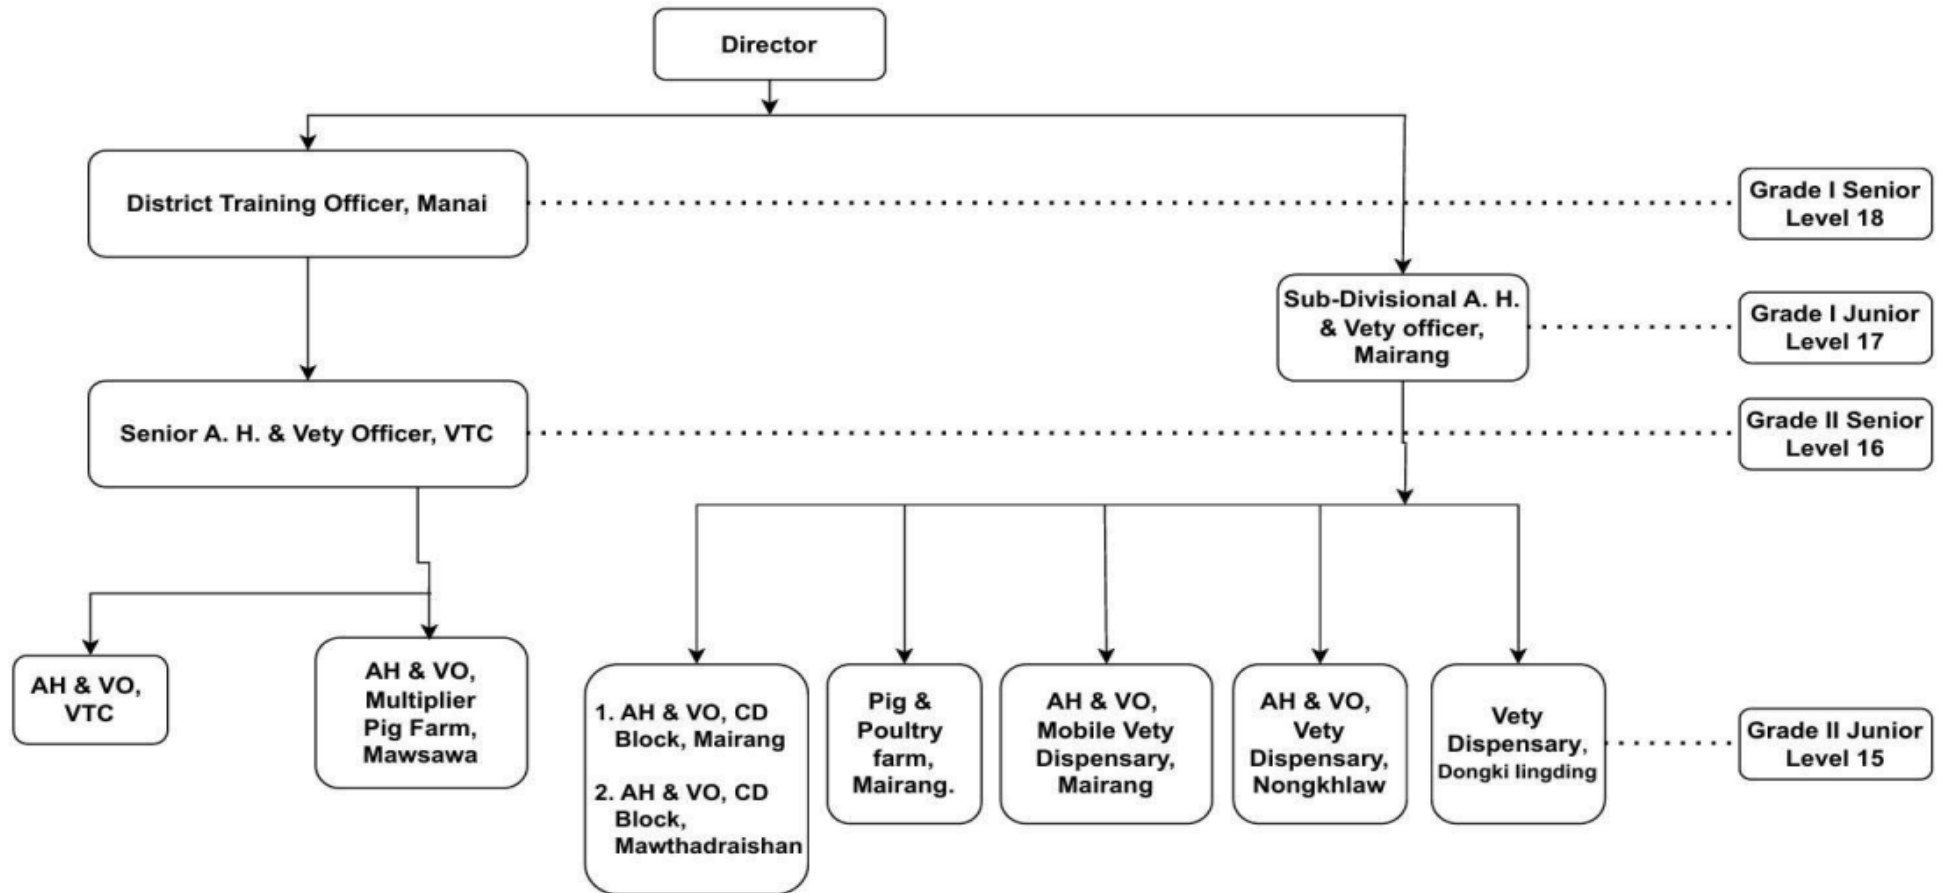 Director
District Training Officer, Manai
Grade I Senior
Level 18
Sub-Divisional A. H.
& Vety officer,
Mairang
Grade I Junior
Level 17
Senior A. H. & Vety Officer, VTC
Grade II Senior
Level 16
AH & VO,
VTC
AH & VO,
Multiplier
Pig Farm,
Mawsawa
1. AH & VO, CD
Block, Mairang
2. AH & VO, CD
Block,
Mawthadraishan
Pig &
Poultry
farm,
Mairang.
AH & VO,
Mobile Vety
Dispensary,
Mairang
AH & VO,
Vety
Dispensary,
Nongkhlaw
Vety
Dispensary,
Dongki lingding
Grade II Junior
Level 15